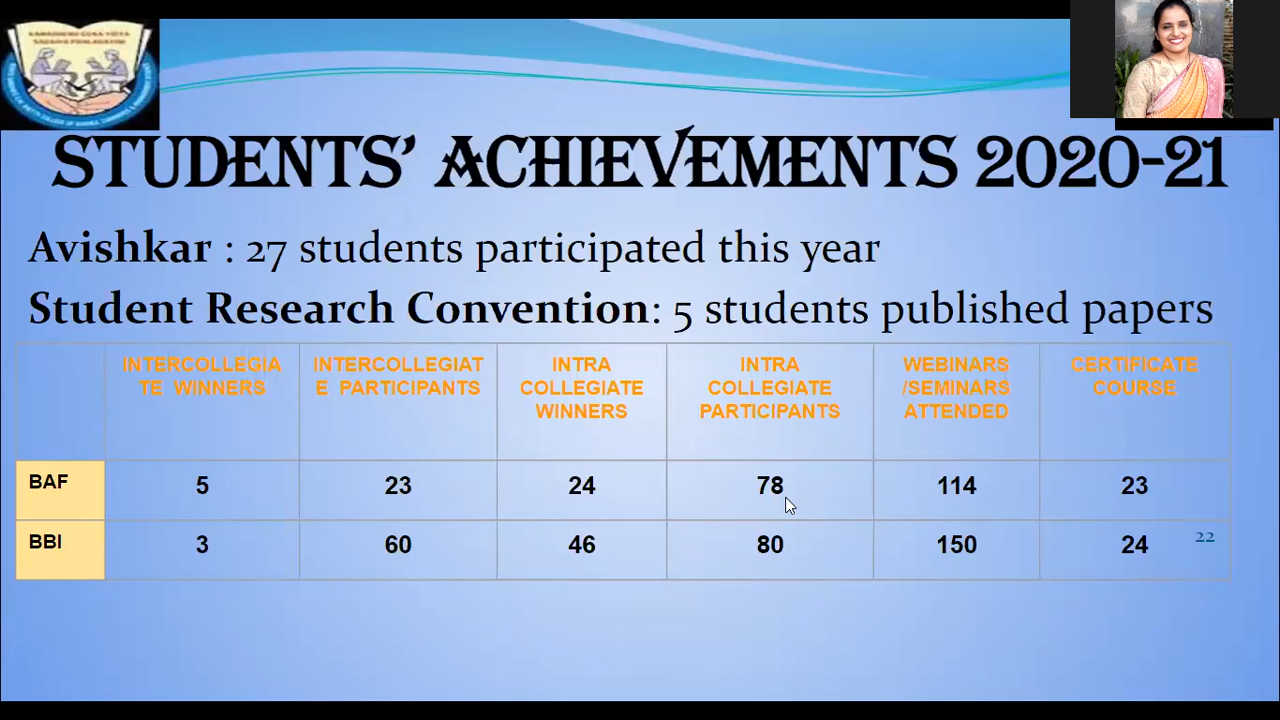 STUDENTS’ ACHIEVEMENTS 2020-21
Avishkar : 27 students participated this year
Student Research Convention: 5 students published papers
INTERCOLLEGIA
TE WINNERS
INTERCOLLEGIAT
E PARTICIPANTS
INTRA
COLLEGIATE
WINNERS
INTRA
COLLEGIATE
PARTICIPANTS
WEBINARS
/SEMINARS
ATTENDED
CERTIFICATE
COURSE
BAF 5 23 24 78 114 23
BBI 3 60 46 80 150 24
22